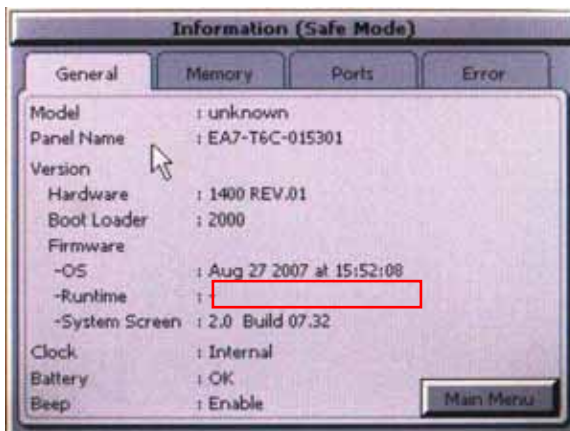 Information (Safe Mode)
General Memory Ports Error
Model : unknown
Panel Name : EA7-T6C-015301
Version
Hardware : 1400 REV.01
Boot Loader : 2000
Firmware
-OS : Aug 27 2007 at 15:52:08
-Runtime : -
-System Screen : 2.0 Build 07.32
Clock : Internal
Battery : OK
Beep : Enable
Main Menu